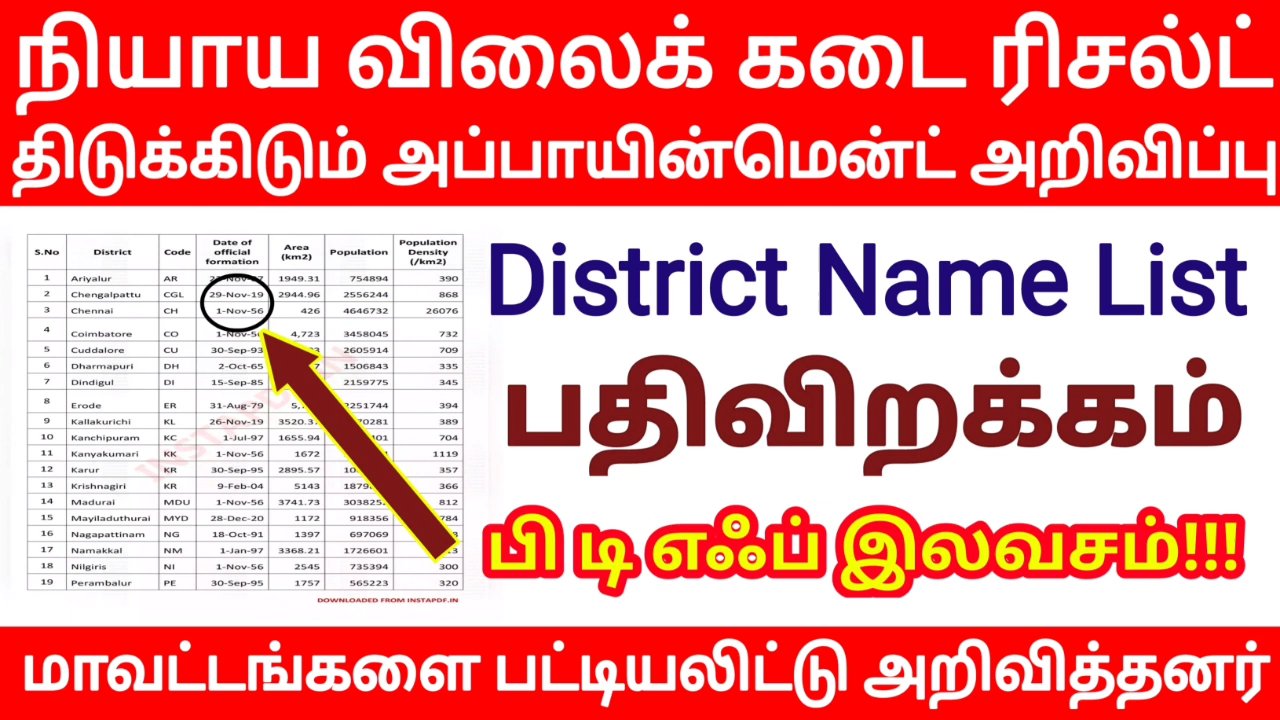 நியாய விலைக் கடை ரிசல்ட்
திடுக்கிடும் அப்பாயின்மென்ட் அறிவிப்பு
S.No District Code Date of official formation Area (km2) Population Population Density (/km2)
1 Ariyalur AR 1949.31 754894 390
2 Chengalpattu CGL 29-Nov-19 2944.96 2556244 868
3 Chennai CH 1-Nov-56 426 4646732 26076
4 Coimbatore CO 1-Nov-56 4,723 3458045 732
5 Cuddalore CU 30-Sep-93 2605914 709
6 Dharmapuri DH 2-Oct-65 1506843 335
7 Dindigul DI 15-Sep-85 2159775 345
8 Erode ER 31-Aug-79 2251744 394
9 Kallakurichi KL 26-Nov-19 3520.37 389
10 Kanchipuram KC 1-Jul-97 1655.94 704
11 Kanyakumari KK 1-Nov-56 1672 1119
12 Karur KR 30-Sep-95 2895.57 357
13 Krishnagiri KR 9-Feb-04 5143 366
14 Madurai MDU 1-Nov-56 3741.73 3038252 812
15 Mayiladuthurai MYD 28-Dec-20 1172 918356 784
16 Nagapattinam NG 18-Oct-91 1397 697069
17 Namakkal NM 1-Jan-97 3368.21 1726601
18 Nilgiris NI 1-Nov-56 2545 735394 300
19 Perambalur PE 30-Sep-95 1757 565223 320
DOWNLOADED FROM INSTAPDF.IN
District Name List
பதிவிறக்கம்
பி டி எஃப் இலவசம்!!!
மாவட்டங்களை பட்டியலிட்டு அறிவித்தனர்